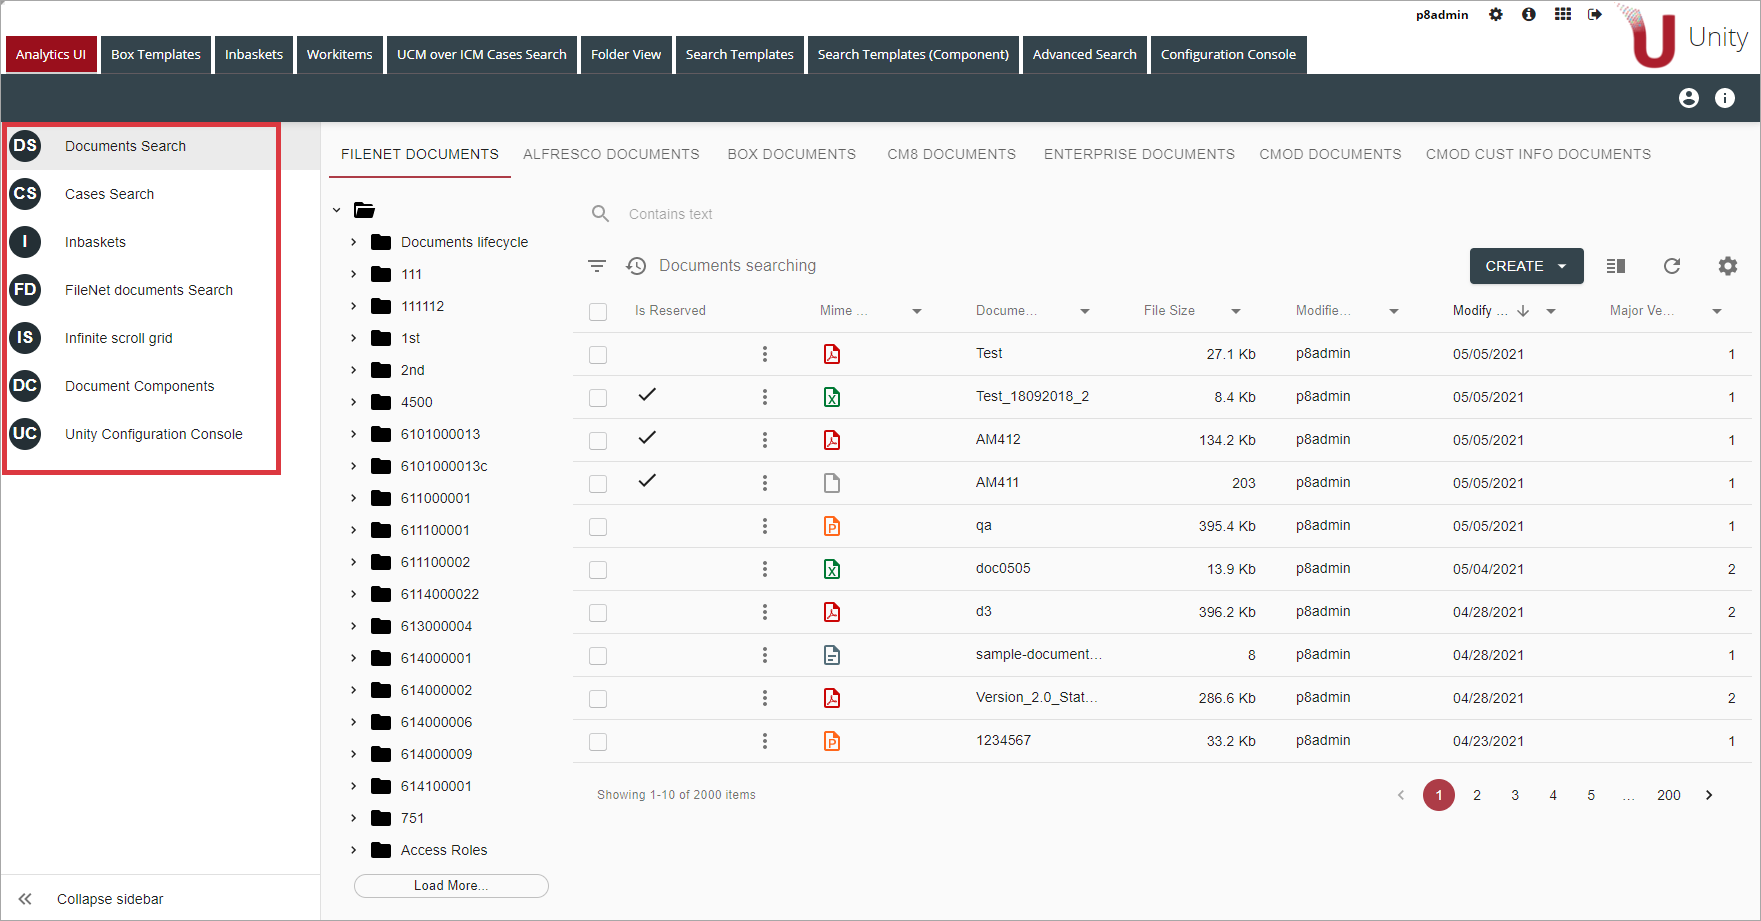 p8admin
Unity
Analytics UI Box Templates Inbaskets Workitems UCM over ICM Cases Search Folder View Search Templates Search Templates (Component) Advanced Search Configuration Console
DS Documents Search
CS Cases Search
I Inbaskets
FD FileNet documents Search
IS Infinite scroll grid
DC Document Components
UC Unity Configuration Console
Collapse sidebar
FILENET DOCUMENTS ALFRESCO DOCUMENTS BOX DOCUMENTS CM8 DOCUMENTS ENTERPRISE DOCUMENTS CMOD DOCUMENTS CMOD CUST INFO DOCUMENTS
Documents lifecycle
111
111112
1st
2nd
4500
6101000013
6101000013c
611000001
611100001
611100002
6114000022
613000004
614000001
614000002
614000006
614000009
614100001
751
Access Roles
Load More...
Contains text
Documents searching CREATE
Is Reserved Mime ... Docume... File Size Modifie... Modify ... Major Ve...
Test 27.1 Kb p8admin 05/05/2021 1
Test_18092018_2 8.4 Kb p8admin 05/05/2021 1
AM412 134.2 Kb p8admin 05/05/2021 1
AM411 203 p8admin 05/05/2021 1
qa 395.4 Kb p8admin 05/05/2021 1
doc0505 13.9 Kb p8admin 05/04/2021 2
d3 396.2 Kb p8admin 04/28/2021 2
sample-document... 8 p8admin 04/28/2021 1
Version_2.0_Stat... 286.6 Kb p8admin 04/28/2021 2
1234567 33.2 Kb p8admin 04/23/2021 1
Showing 1-10 of 2000 items 1 2 3 4 5 ... 200